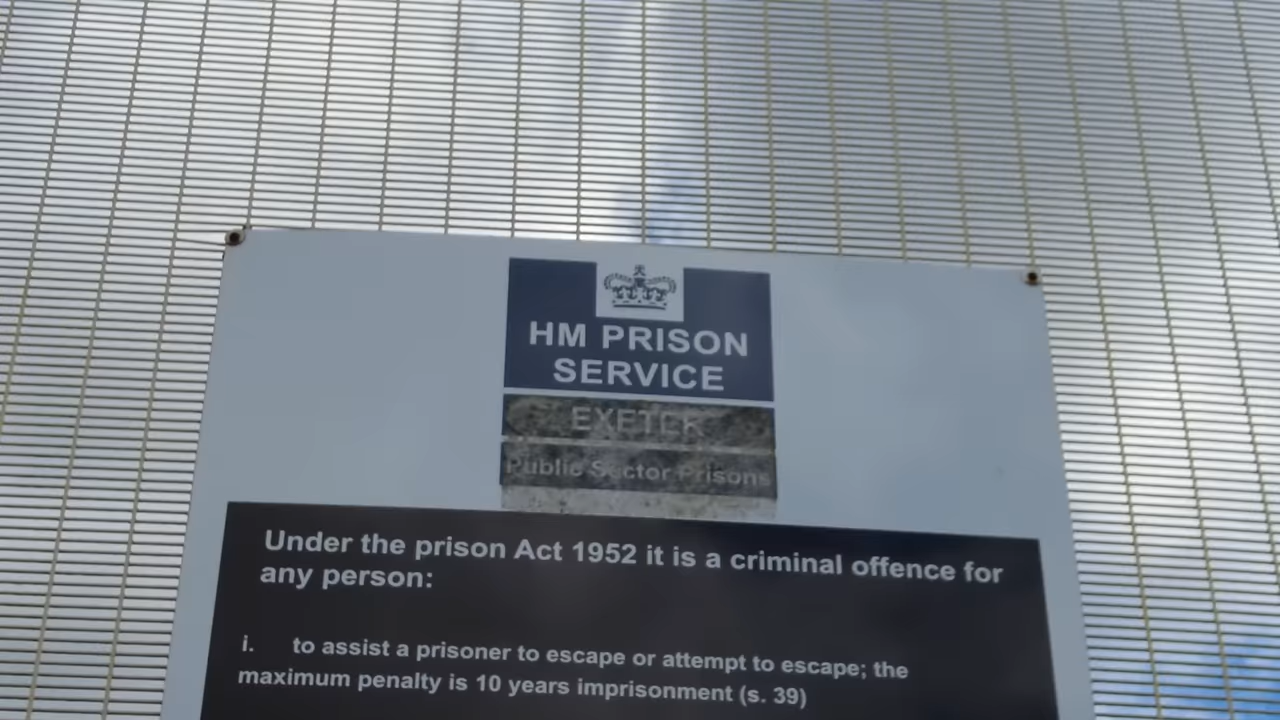 HM PRISON
SERVICE
EXETER
Public Sector Prisons
Under the prison Act 1952 it is a criminal offence for
any person:
i. to assist a prisoner to escape or attempt to escape; the
maximum penalty is 10 years imprisonment (s. 39)